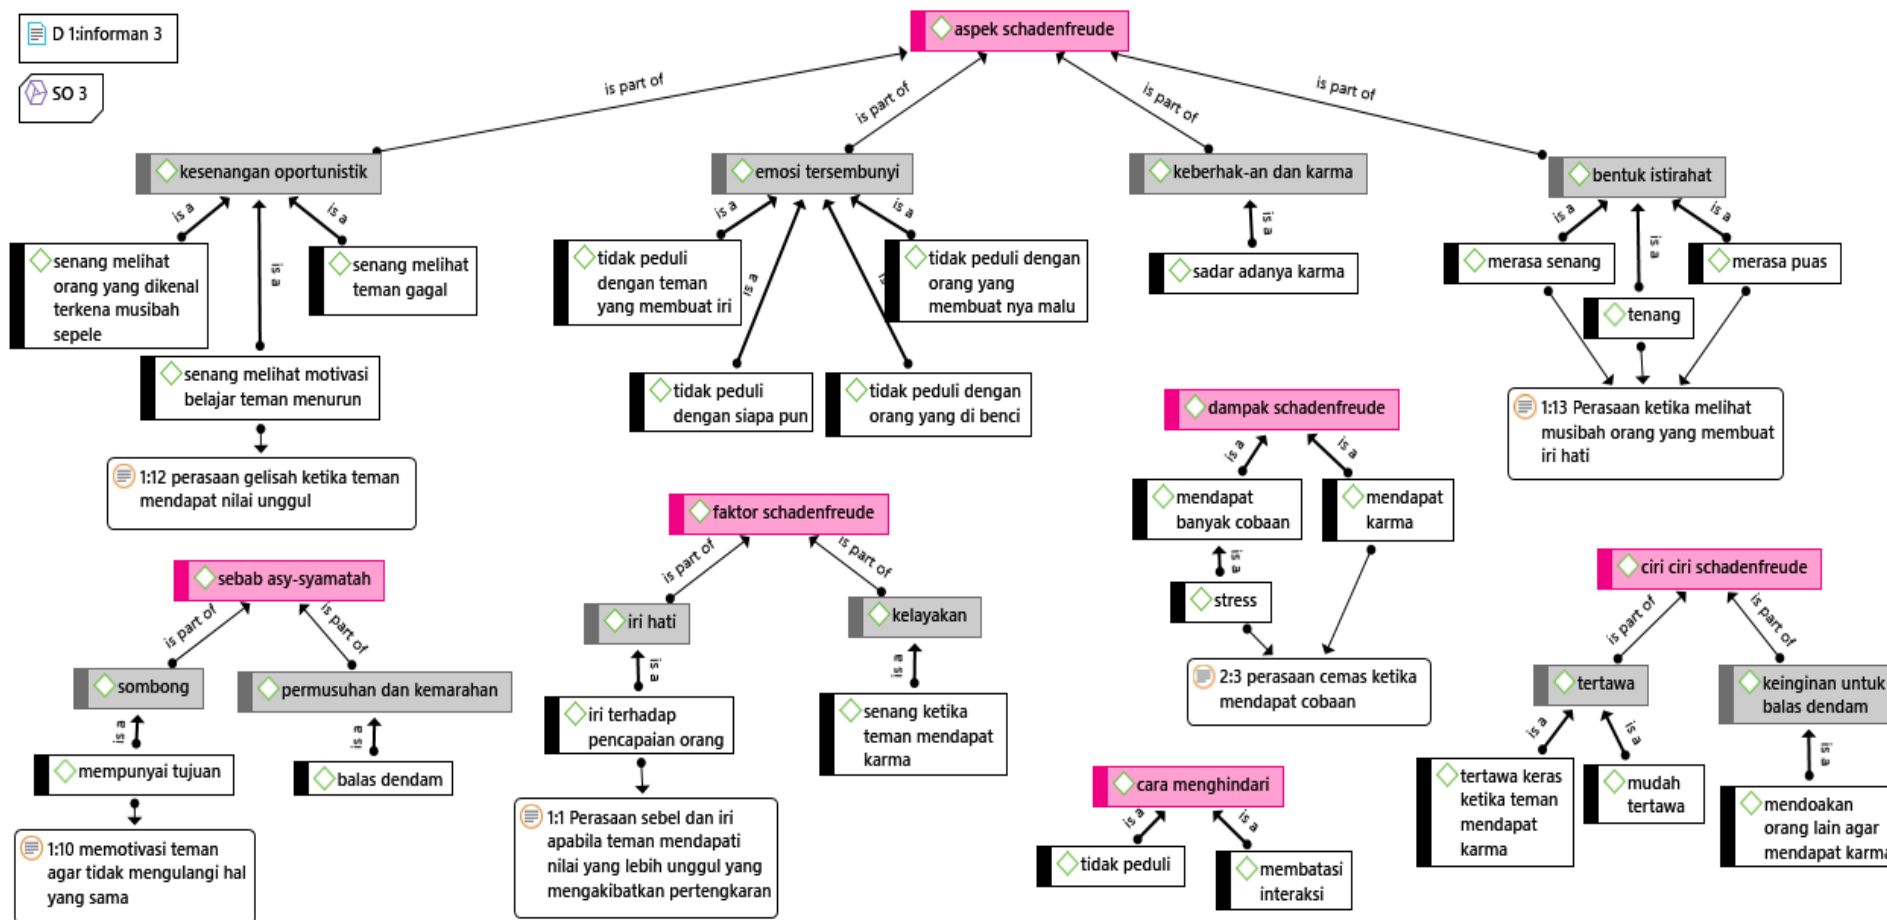 D 1:informan 3
SO 3
aspek schadenfreude
is part of
is part of
is part of
is part of
kesenangan oportunistik
emosi tersembunyi
keberhak-an dan karma
bentuk istirahat
is a
is a
is a
senang melihat
orang yang dikenal
terkena musibah
sepele
senang melihat
teman gagal
senang melihat motivasi
belajar teman menurun
1:12 perasaan gelisah ketika teman
mendapat nilai unggul
is a
is a
is a
is
tidak peduli
dengan teman
yang membuat iri
tidak peduli dengan
orang yang
membuat nya malu
tidak peduli
dengan siapa pun
tidak peduli dengan
orang yang di benci
is a
sadar adanya karma
is a
is a
is a
merasa senang
merasa puas
tenang
1:13 Perasaan ketika melihat
musibah orang yang membuat
iri hati
dampak schadenfreude
is a
is a
mendapat
banyak cobaan
mendapat
karma
is a
stress
2:3 perasaan cemas ketika
mendapat cobaan
faktor schadenfreude
is part of
is part of
iri hati
kelayakan
is a
is a
iri terhadap
pencapaian orang
senang ketika
teman mendapat
karma
1:1 Perasaan sebel dan iri
apabila teman mendapati
nilai yang lebih unggul yang
mengakibatkan pertengkaran
sebab asy-syamatah
is part of
is part of
sombong
permusuhan dan kemarahan
is a
is a
mempunyai tujuan
balas dendam
1:10 memotivasi teman
agar tidak mengulangi hal
yang sama
cara menghindari
is a
is a
tidak peduli
membatasi
interaksi
ciri ciri schadenfreude
is part of
is part of
tertawa
keinginan untuk
balas dendam
is a
is a
is a
tertawa keras
ketika teman
mendapat
karma
mudah
tertawa
mendoakan
orang lain agar
mendapat karma